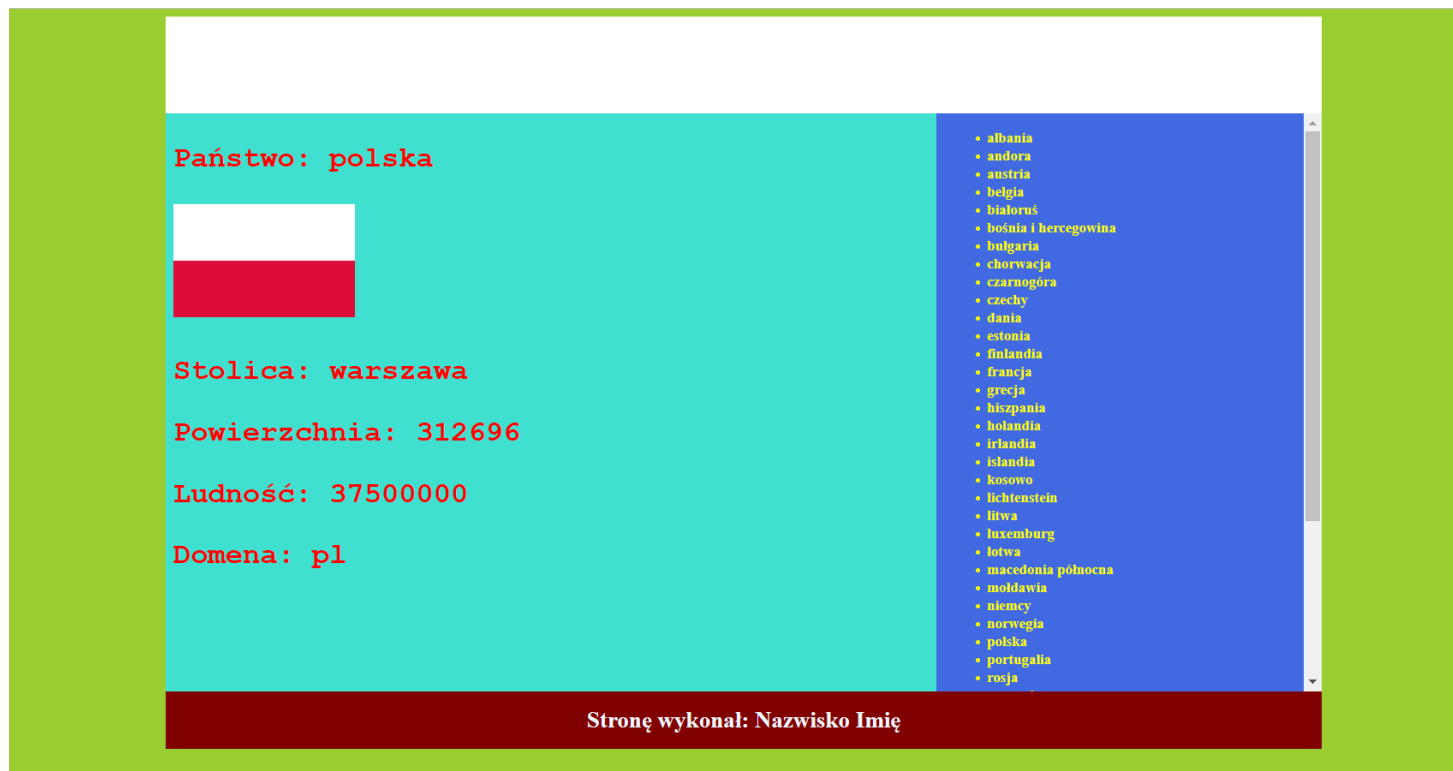 Państwo: polska
Stolica: warszawa
Powierzchnia: 312696
Ludność: 37500000
Domena: pl
albania
andora
austria
belgia
białoruś
bośnia i hercegowina
bułgaria
chorwacja
czarnogóra
czechy
dania
estonia
finlandia
francja
grecja
hiszpania
holandia
irlandia
islandia
kosowo
lichtenstein
litwa
luxemburg
łotwa
macedonia północna
mołdawia
niemcy
norwegia
polska
portugalia
rosja
Stronę wykonał: Nazwisko Imię